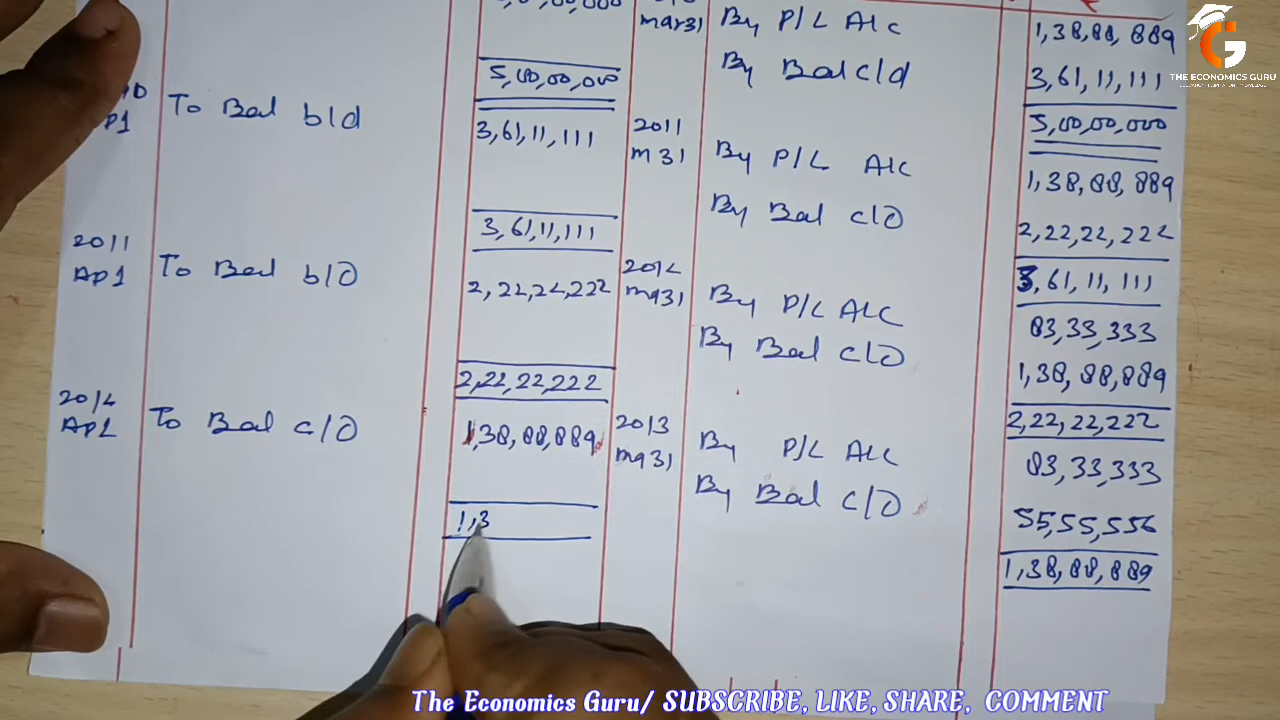 By P/L A/c 1,38,88,889
mar31
By Bal c/d 3,61,11,111
5,00,00,000 5,00,00,000
To Bal b/d 3,61,11,111
2011
m 31 By P/L A/c 1,38,88,889
By Bal c/D 2,22,22,222
3,61,11,111 3,61,11,111
2011
Ap1 To Bal b/D 2,22,22,222
2012
ma31 By P/L A/C 83,33,333
By Bal c/D 1,38,88,889
2,22,22,222 2,22,22,222
2012
Ap1 To Bal c/D 1,38,88,889
2013
ma31 By P/L A/c 83,33,333
By Bal c/D 55,55,556
1,3 1,38,88,889
G
THE ECONOMICS GURU
The Economics Guru/ SUBSCRIBE, LIKE, SHARE, COMMENT